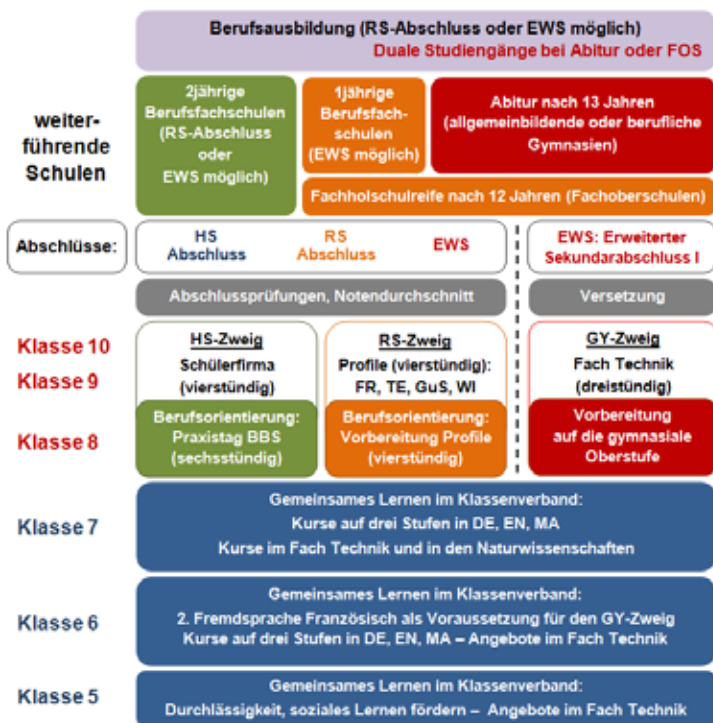 Berufsausbildung (RS-Abschluss oder EWS möglich)
Duale Studiengänge bei Abitur oder FOS
weiter-
führende
Schulen
2jährige
Berufsfachschulen
(RS-Abschluss
oder
EWS möglich)
1jährige
Berufsfach-
schulen
(EWS möglich)
Abitur nach 13 Jahren
(allgemeinbildende oder berufliche
Gymnasien)
Fachholschulreife nach 12 Jahren (Fachoberschulen)
Abschlüsse:
HS
Abschluss
RS
Abschluss
EWS
EWS: Erweiterter
Sekundarabschluss I
Abschlussprüfungen, Notendurchschnitt
Versetzung
Klasse 10
Klasse 9
Klasse 8
HS-Zweig
Schülerfirma
(vierstündig)
Berufsorientierung:
Praxistag BBS
(sechsstündig)
RS-Zweig
Profile (vierstündig):
FR, TE, GuS, WI
Berufsorientierung:
Vorbereitung Profile
(vierstündig)
GY-Zweig
Fach Technik
(dreistündig)
Vorbereitung
auf die gymnasiale
Oberstufe
Klasse 7
Gemeinsames Lernen im Klassenverband:
Kurse auf drei Stufen in DE, EN, MA
Kurse im Fach Technik und in den Naturwissenschaften
Klasse 6
Gemeinsames Lernen im Klassenverband:
2. Fremdsprache Französisch als Voraussetzung für den GY-Zweig
Kurse auf drei Stufen in DE, EN, MA – Angebote im Fach Technik
Klasse 5
Gemeinsames Lernen im Klassenverband:
Durchlässigkeit, soziales Lernen fördern – Angebote im Fach Technik